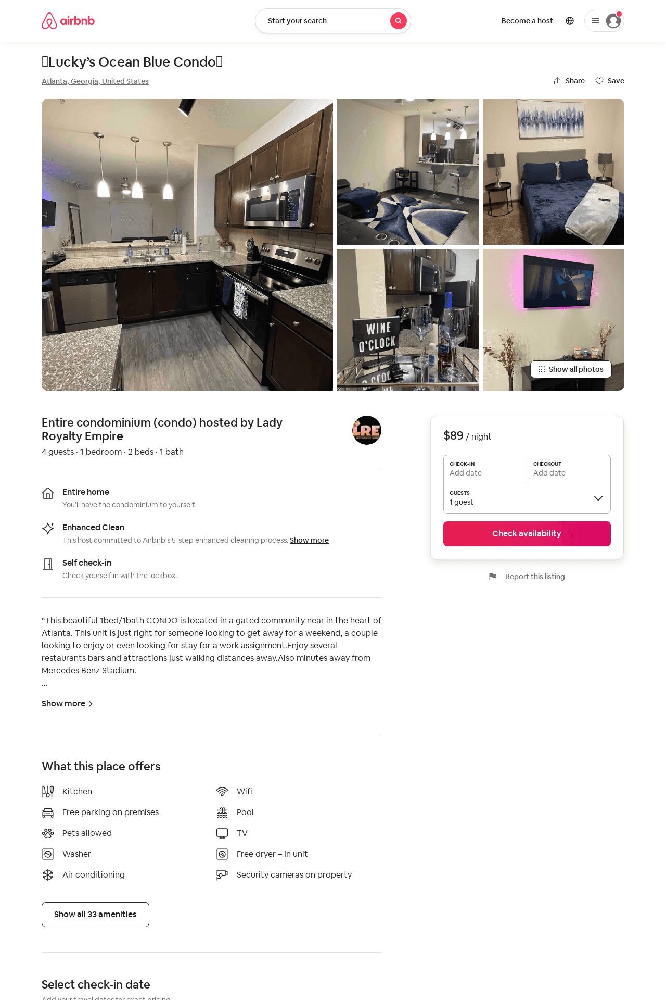 airbnb
Start your search
Become a host
Lucky’s Ocean Blue Condo
Atlanta, Georgia, United States
Share
Save
WINE
O'CLOCK
Show all photos
Entire condominium (condo) hosted by Lady
Royalty Empire
LRE
4 guests · 1 bedroom · 2 beds · 1 bath
Entire home
You’ll have the condominium to yourself.
Enhanced Clean
This host committed to Airbnb's 5-step enhanced cleaning process. Show more
Self check-in
Check yourself in with the lockbox.
$89 / night
CHECK-IN
Add date
CHECKOUT
Add date
GUESTS
1 guest
Check availability
Report this listing
“This beautiful 1bed/1bath CONDO is located in a gated community near in the heart of
Atlanta. This unit is just right for someone looking to get away for a weekend, a couple
looking to enjoy or even looking for stay for a work assignment.Enjoy several
restaurants bars and attractions just walking distances away.Also minutes away from
Mercedes Benz Stadium.
...
Show more
What this place offers
Kitchen
Wifi
Free parking on premises
Pool
Pets allowed
TV
Washer
Free dryer – In unit
Air conditioning
Security cameras on property
Show all 33 amenities
Select check-in date
Add your travel dates for exact pricing